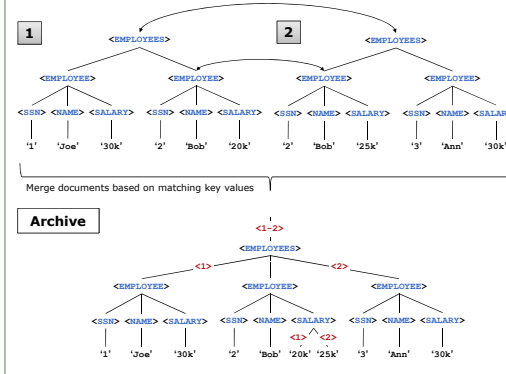 1
2
<EMPLOYEES> <EMPLOYEES>
<EMPLOYEE> <EMPLOYEE> <EMPLOYEE> <EMPLOYEE>
<SSN> <NAME> <SALARY> <SSN> <NAME> <SALARY> <SSN> <NAME> <SALARY> <SSN> <NAME> <SALAR
‘1’ ‘Joe’ ‘30k’ ‘2’ ‘Bob’ ‘20k’ ‘2’ ‘Bob’ ‘25k’ ‘3’ ‘Ann’ ‘30k’
Merge documents based on matching key values
Archive
<1-2>
<EMPLOYEES>
<1> <2>
<EMPLOYEE> <EMPLOYEE> <EMPLOYEE>
<SSN> <NAME> <SALARY> <SSN> <NAME> <SALARY> <SSN> <NAME> <SALARY>
<1> <2>
‘1’ ‘Joe’ ‘30k’ ‘2’ ‘Bob’ ‘20k’ ‘25k’ ‘3’ ‘Ann’ ‘30k’